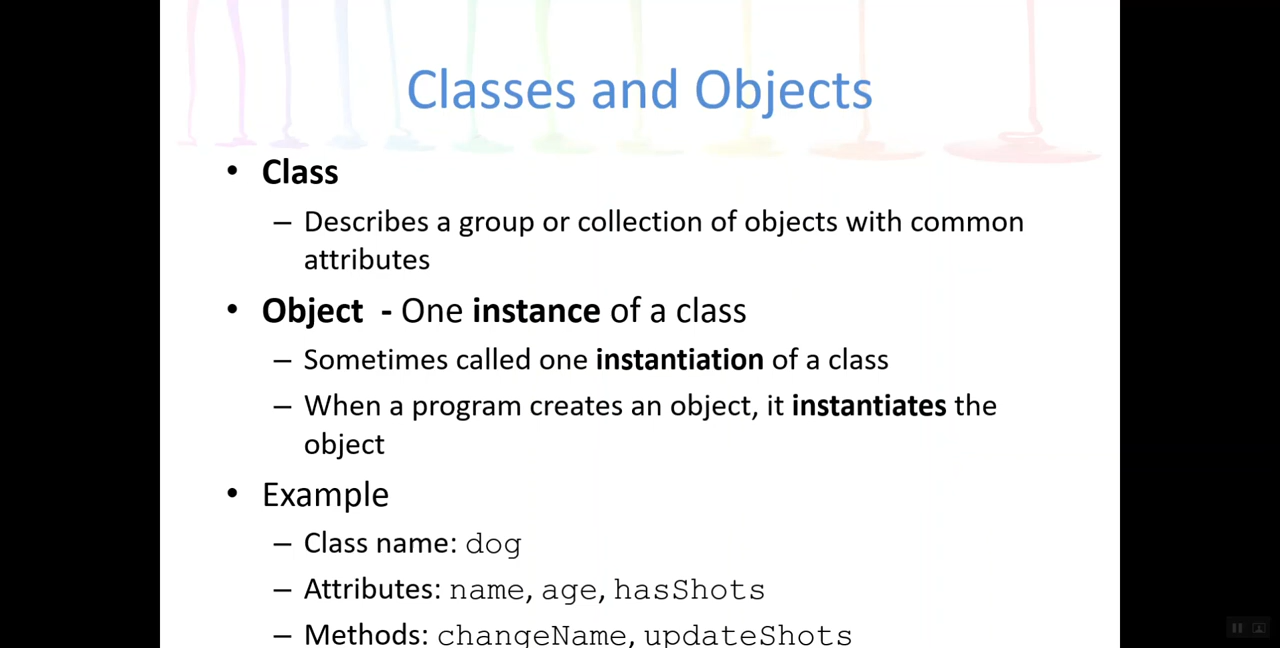 Classes and Objects
• Class
– Describes a group or collection of objects with common
attributes
• Object - One instance of a class
– Sometimes called one instantiation of a class
– When a program creates an object, it instantiates the
object
• Example
– Class name: dog
– Attributes: name, age, hasShots
– Methods: changeName, updateShots